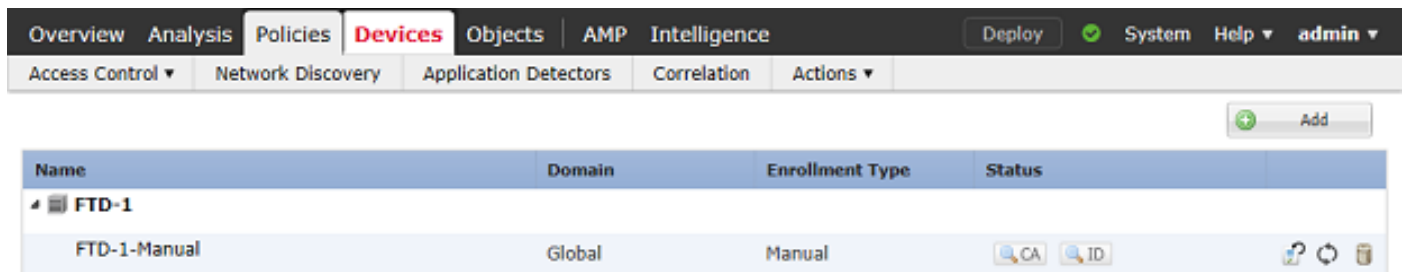 Overview Analysis Policies Devices Objects AMP Intelligence Deploy System Help ▾ admin ▾
Access Control ▾ Network Discovery Application Detectors Correlation Actions ▾
Add
Name Domain Enrollment Type Status
FTD-1
FTD-1-Manual Global Manual CA ID